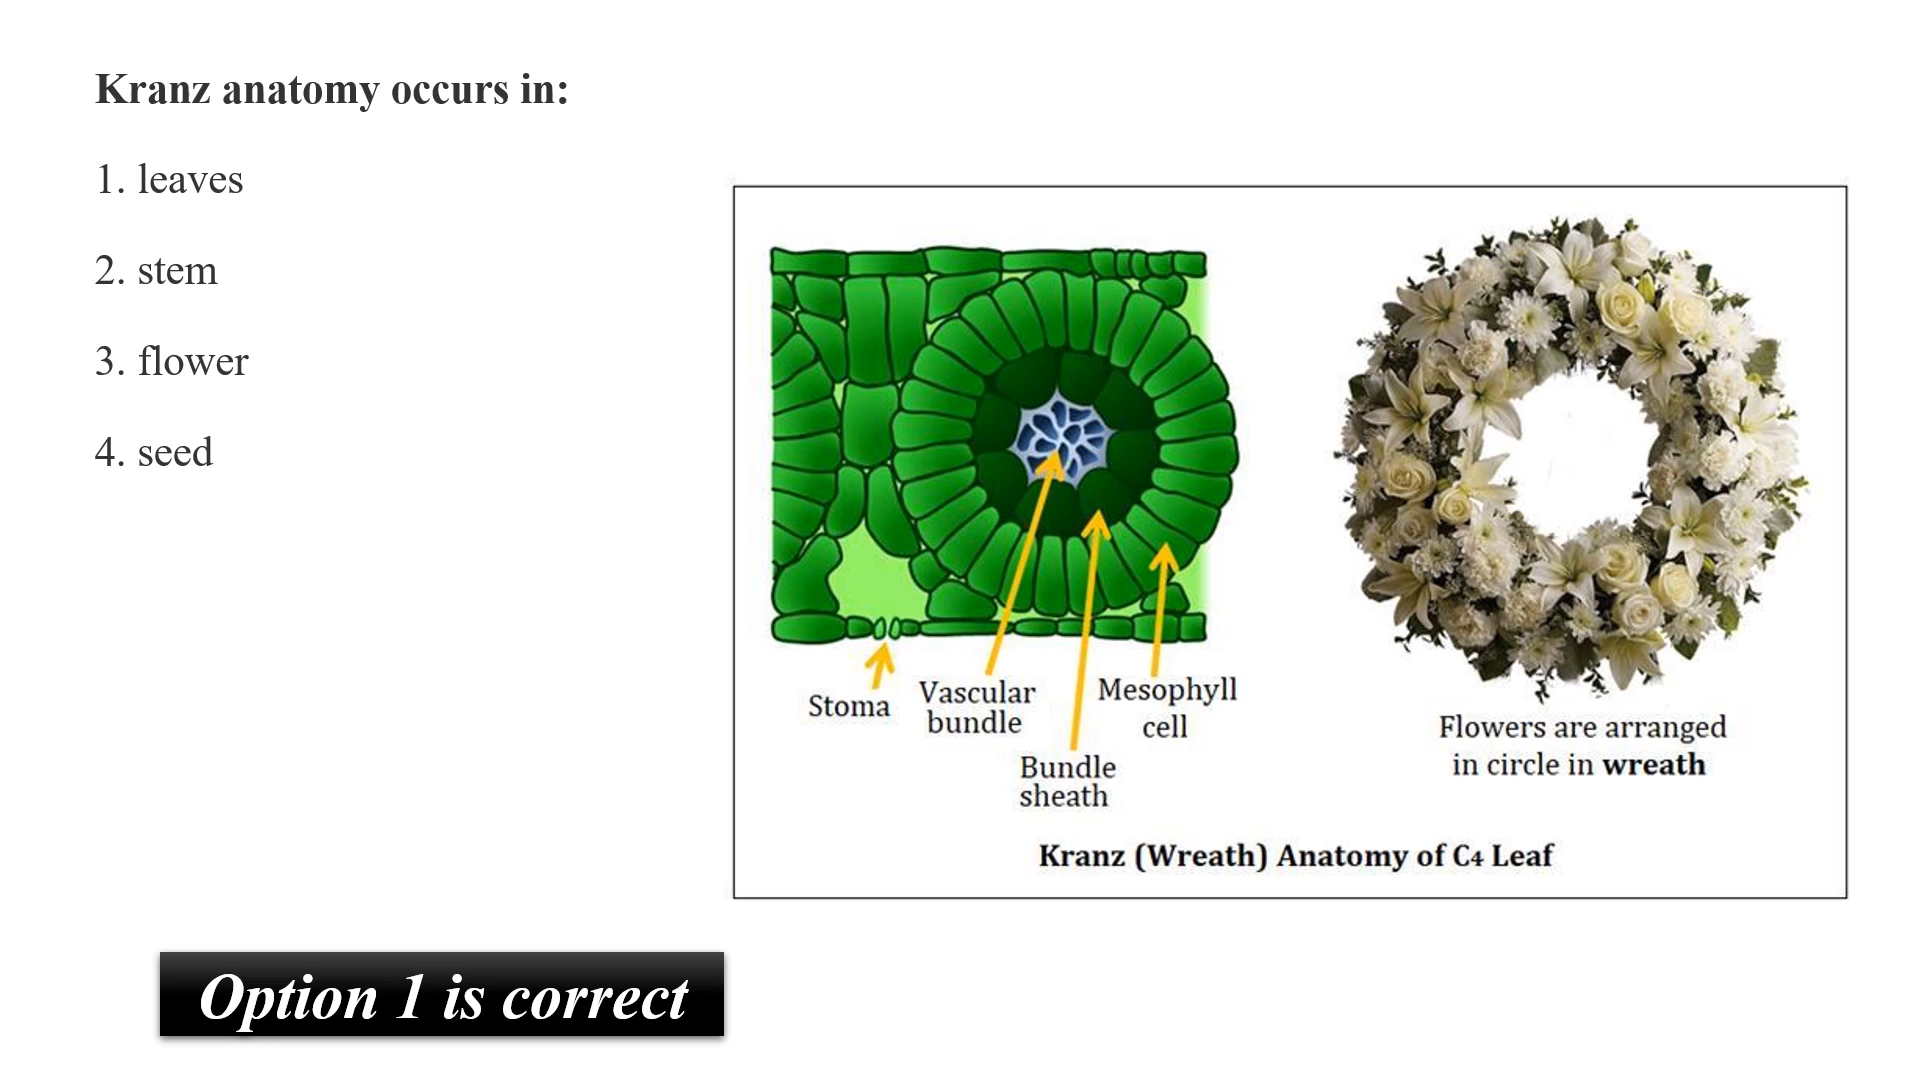 Kranz anatomy occurs in:
1. leaves
2. stem
3. flower
4. seed
Stoma
Vascular
bundle
Bundle
sheath
Mesophyll
cell
Flowers are arranged
in circle in wreath
Kranz (Wreath) Anatomy of C4 Leaf
Option 1 is correct